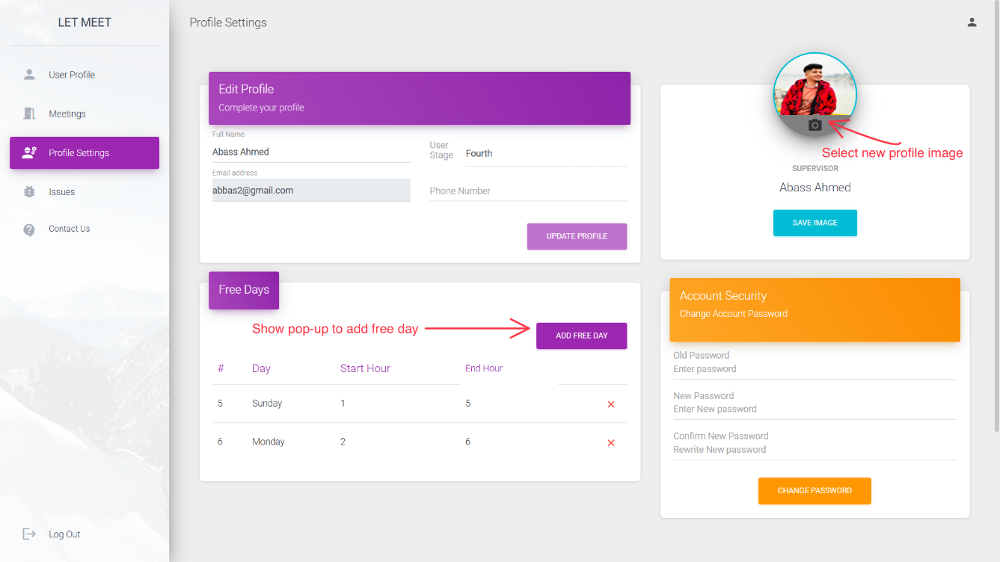 LET MEET
User Profile
Meetings
Profile Settings
Issues
Contact Us
Log Out
Profile Settings
Edit Profile
Complete your profile
Full Name
Abass Ahmed
User Stage
Fourth
Email address
abbas2@gmail.com
Phone Number
UPDATE PROFILE
Select new profile image
SUPERVISOR
Abass Ahmed
SAVE IMAGE
Free Days
Show pop-up to add free day
ADD FREE DAY
# Day Start Hour End Hour
5 Sunday 1 5
6 Monday 2 6
Account Security
Change Account Password
Old Password
Enter password
New Password
Enter New password
Confirm New Password
Rewrite New password
CHANGE PASSWORD